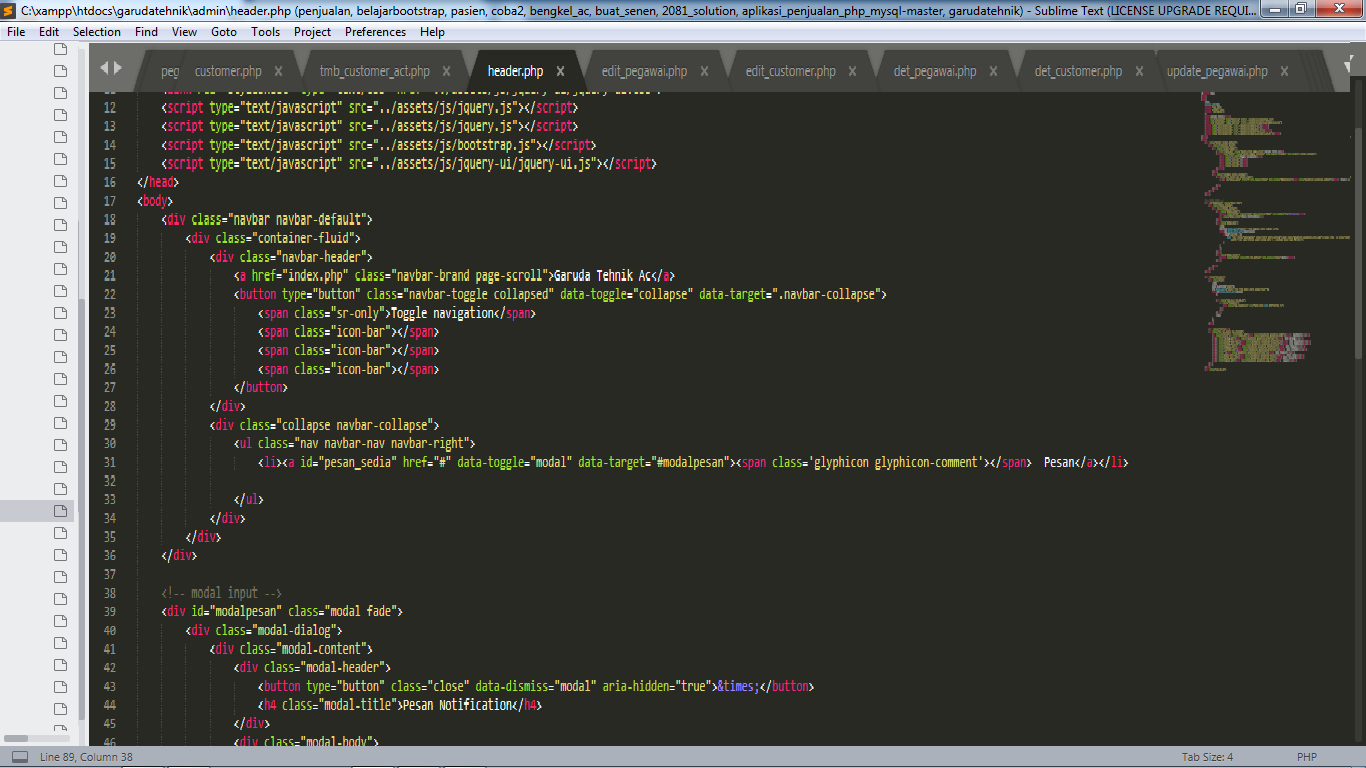 C:\xampp\htdocs\garudatehnik\admin\header.php (penjualan, belajarbootstrap, pasien, coba2, bengkel_ac, buat_senen, 2081_solution, aplikasi_penjualan_php_mysql-master, garudatehnik) - Sublime Text (LICENSE UPGRADE REQUI...
File Edit Selection Find View Goto Tools Project Preferences Help
peg customer.php × tmb_customer_act.php × header.php × edit_pegawai.php × edit_customer.php × det_pegawai.php × det_customer.php × update_pegawai.php ×
12 <script type="text/javascript" src="../assets/js/jquery.js"></script>
13 <script type="text/javascript" src="../assets/js/jquery.js"></script>
14 <script type="text/javascript" src="../assets/js/bootstrap.js"></script>
15 <script type="text/javascript" src="../assets/js/jquery-ui/jquery-ui.js"></script>
16 </head>
17 <body>
18 <div class="navbar navbar-default">
19 <div class="container-fluid">
20 <div class="navbar-header">
21 <a href="index.php" class="navbar-brand page-scroll">Garuda Tehnik Ac</a>
22 <button type="button" class="navbar-toggle collapsed" data-toggle="collapse" data-target=".navbar-collapse">
23 <span class="sr-only">Toggle navigation</span>
24 <span class="icon-bar"></span>
25 <span class="icon-bar"></span>
26 <span class="icon-bar"></span>
27 </button>
28 </div>
29 <div class="collapse navbar-collapse">
30 <ul class="nav navbar-nav navbar-right">
31 <li><a id="pesan_sedia" href="#" data-toggle="modal" data-target="#modalpesan"><span class='glyphicon glyphicon-comment'></span>  Pesan</a></li>
32
33 </ul>
34 </div>
35 </div>
36 </div>
37
38 <!-- modal input -->
39 <div id="modalpesan" class="modal fade">
40 <div class="modal-dialog">
41 <div class="modal-content">
42 <div class="modal-header">
43 <button type="button" class="close" data-dismiss="modal" aria-hidden="true">&times;</button>
44 <h4 class="modal-title">Pesan Notification</h4>
45 </div>
46 <div class="modal-body">
Line 89, Column 38 Tab Size: 4 PHP